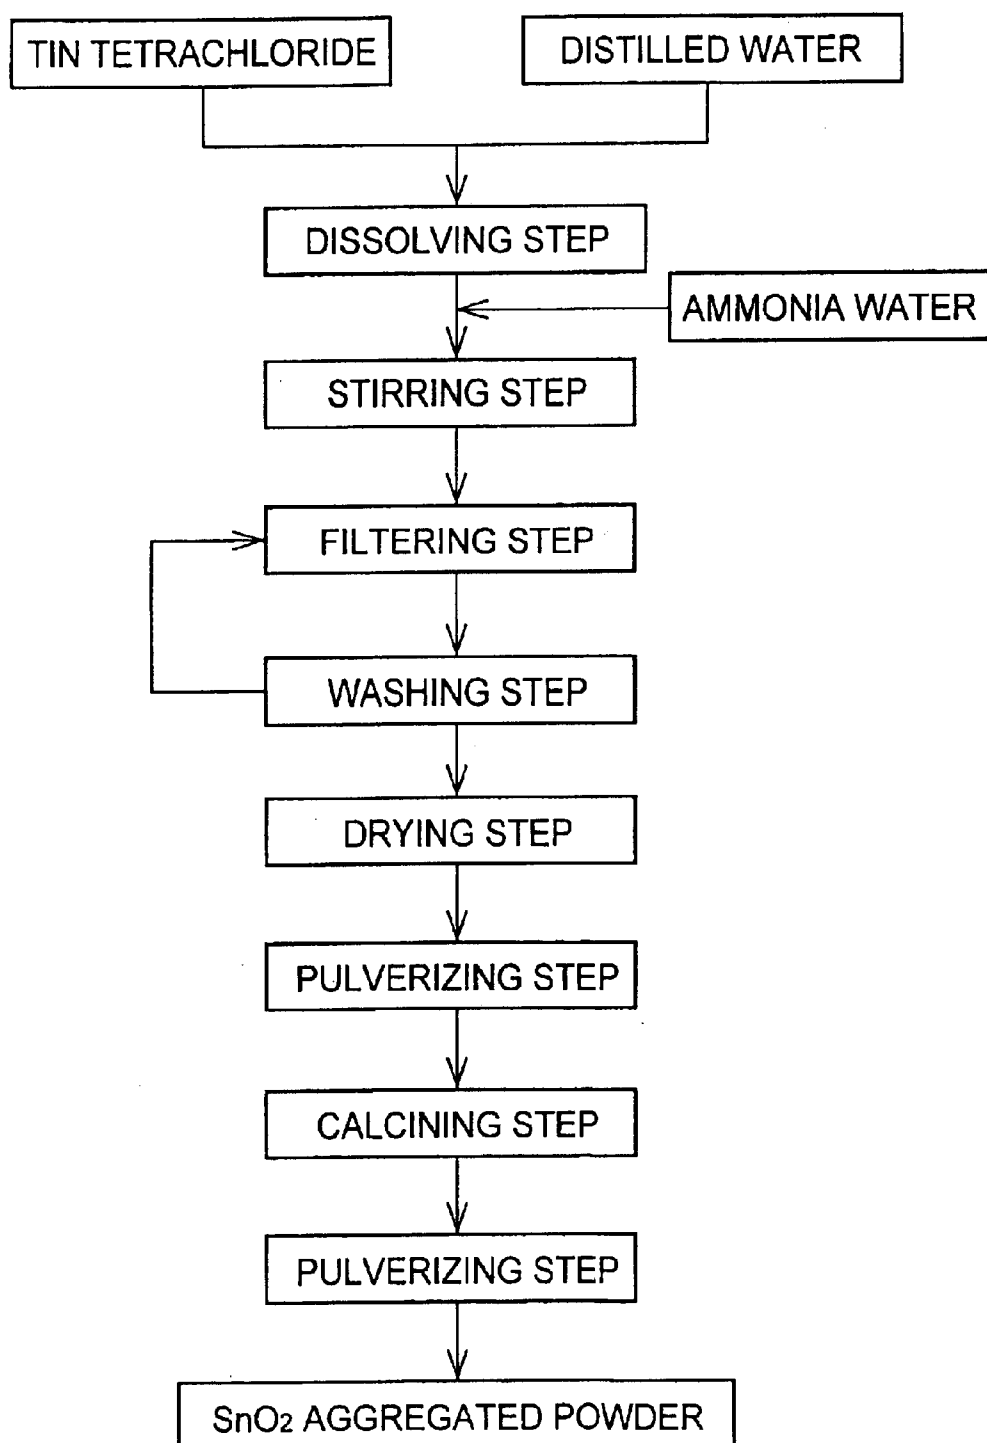 TIN TETRACHLORIDE
DISTILLED WATER
DISSOLVING STEP
AMMONIA WATER
STIRRING STEP
FILTERING STEP
WASHING STEP
DRYING STEP
PULVERIZING STEP
CALCINING STEP
PULVERIZING STEP
SnO2 AGGREGATED POWDER